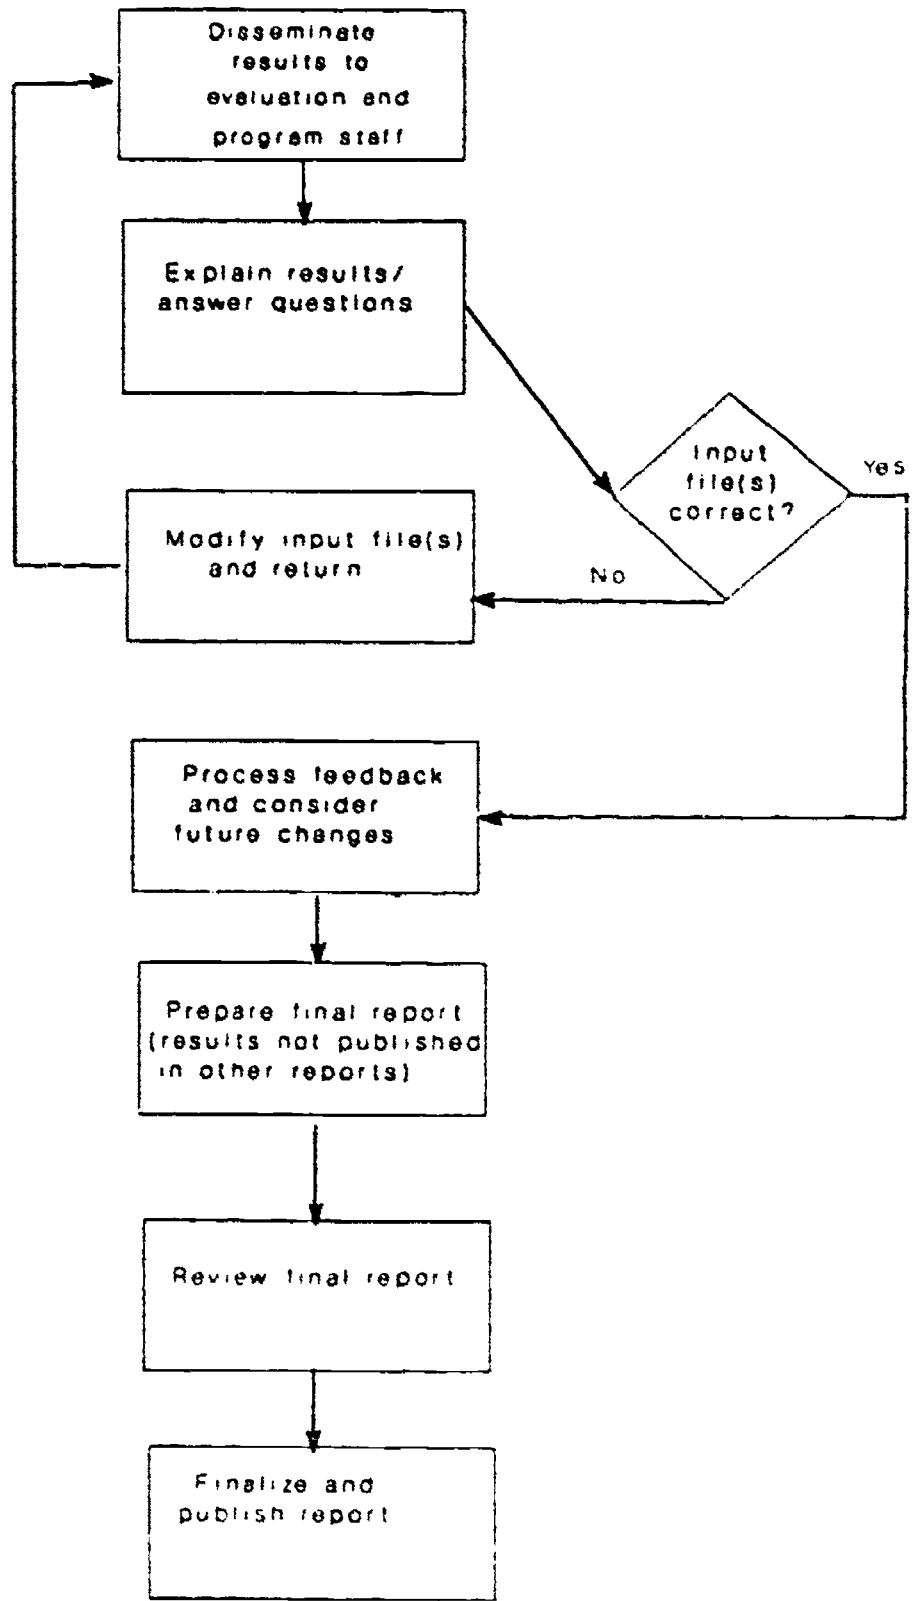 Disseminate
results to
evaluation and
program staff
Explain results/
answer questions
Input
file(s)
correct?
Yes
No
Modify input file(s)
and return
Process feedback
and consider
future changes
Prepare final report
(results not published
in other reports)
Review final report
Finalize and
publish report